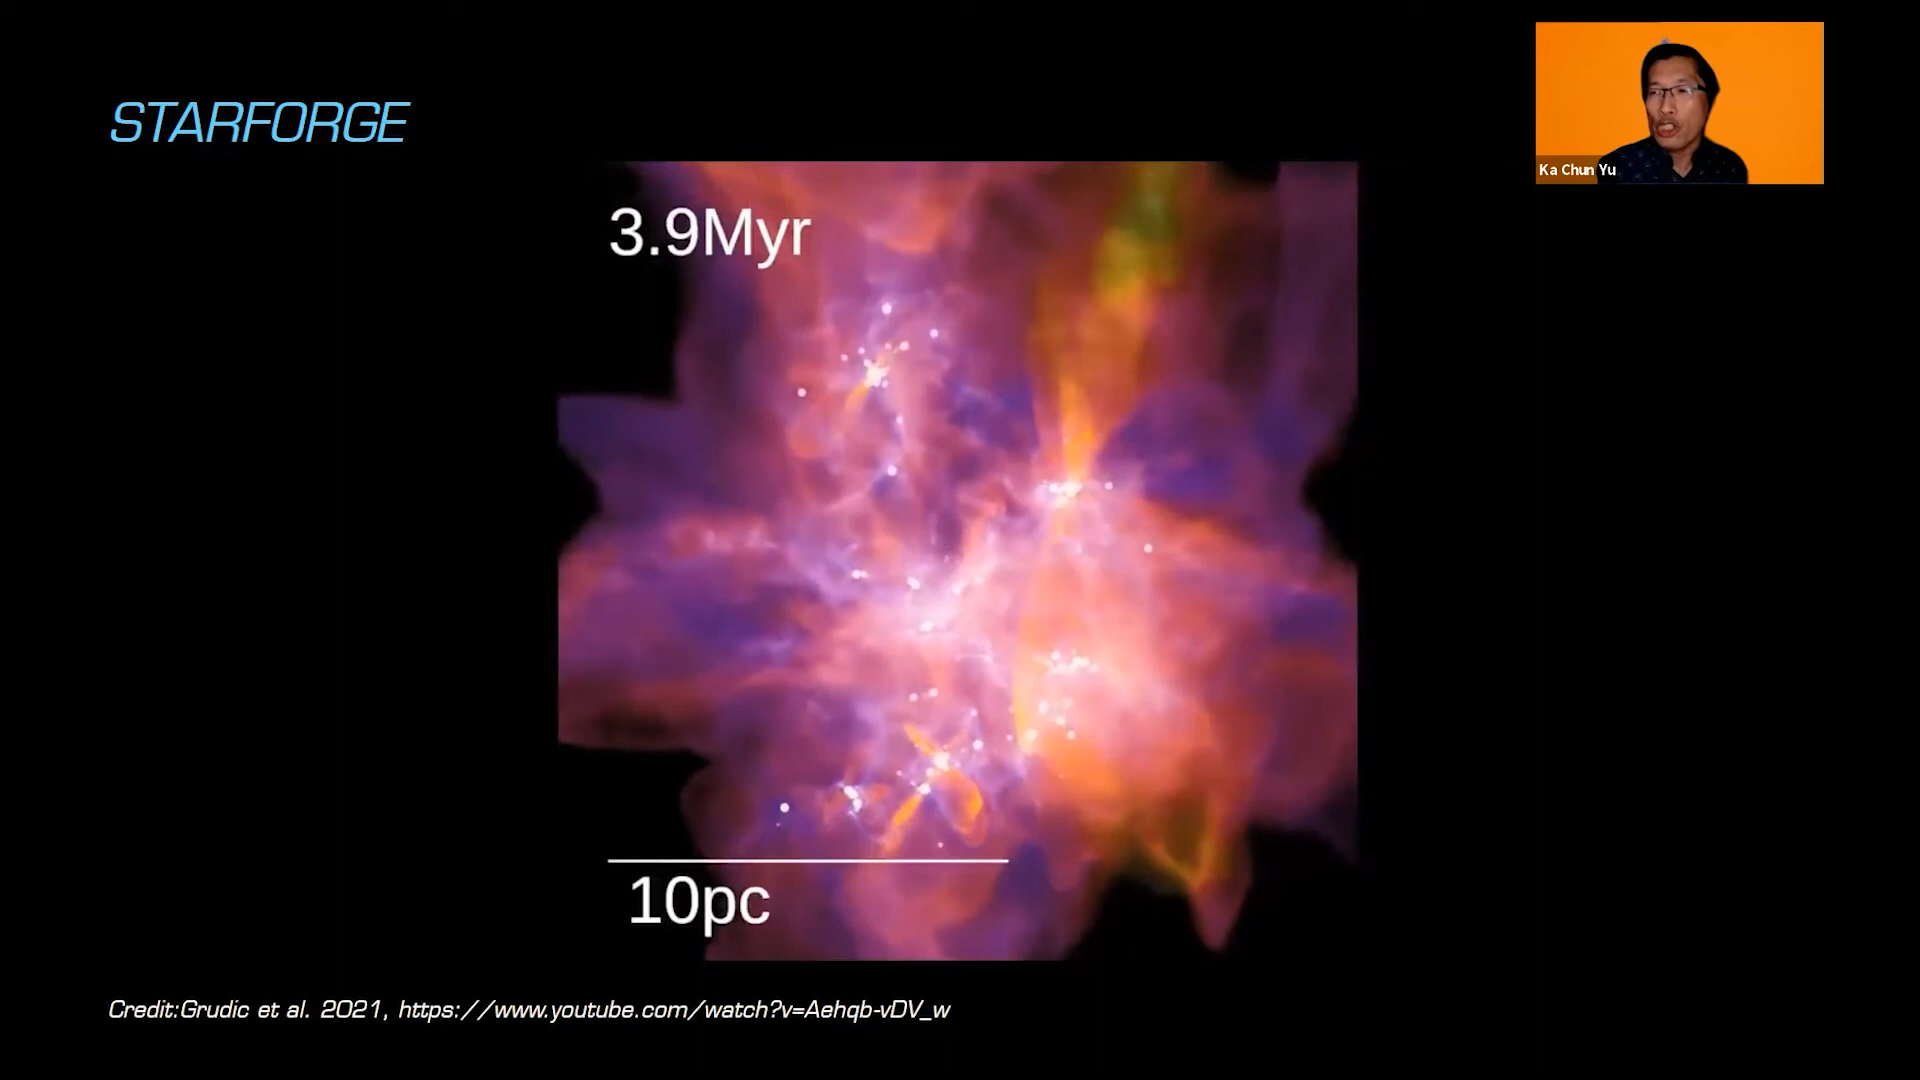 STARFORGE
Ka Chun Yu
3.9Myr
10pc
Credit:Grudic et al. 2021, https://www.youtube.com/watch?v=Aehqb-vDV_w